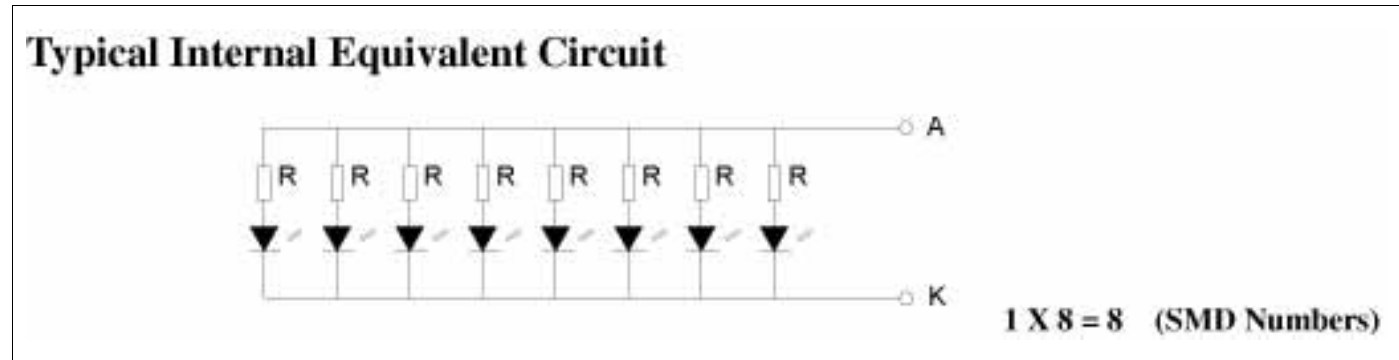 Typical Internal Equivalent Circuit
A
R R R R R R R R
K
1 X 8 = 8 (SMD Numbers)